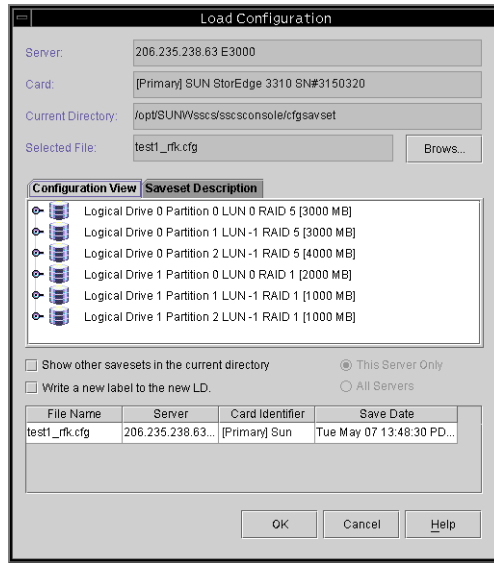 Load Configuration
Server: 206.235.238.63 E3000
Card: [Primary] SUN StorEdge 3310 SN#3150320
Current Directory: /opt/SUNWsscs/sscsconsole/cfgsavset
Selected File: test1_rfk.cfg Brows...
Configuration View Saveset Description
Logical Drive 0 Partition 0 LUN 0 RAID 5 [3000 MB]
Logical Drive 0 Partition 1 LUN -1 RAID 5 [3000 MB]
Logical Drive 0 Partition 2 LUN -1 RAID 5 [4000 MB]
Logical Drive 1 Partition 0 LUN 0 RAID 1 [2000 MB]
Logical Drive 1 Partition 1 LUN -1 RAID 1 [1000 MB]
Logical Drive 1 Partition 2 LUN -1 RAID 1 [1000 MB]
Show other savesets in the current directory This Server Only
Write a new label to the new LD. All Servers
File Name Server Card Identifier Save Date
test1_rfk.cfg 206.235.238.63... [Primary] Sun Tue May 07 13:48:30 PD...
OK Cancel Help